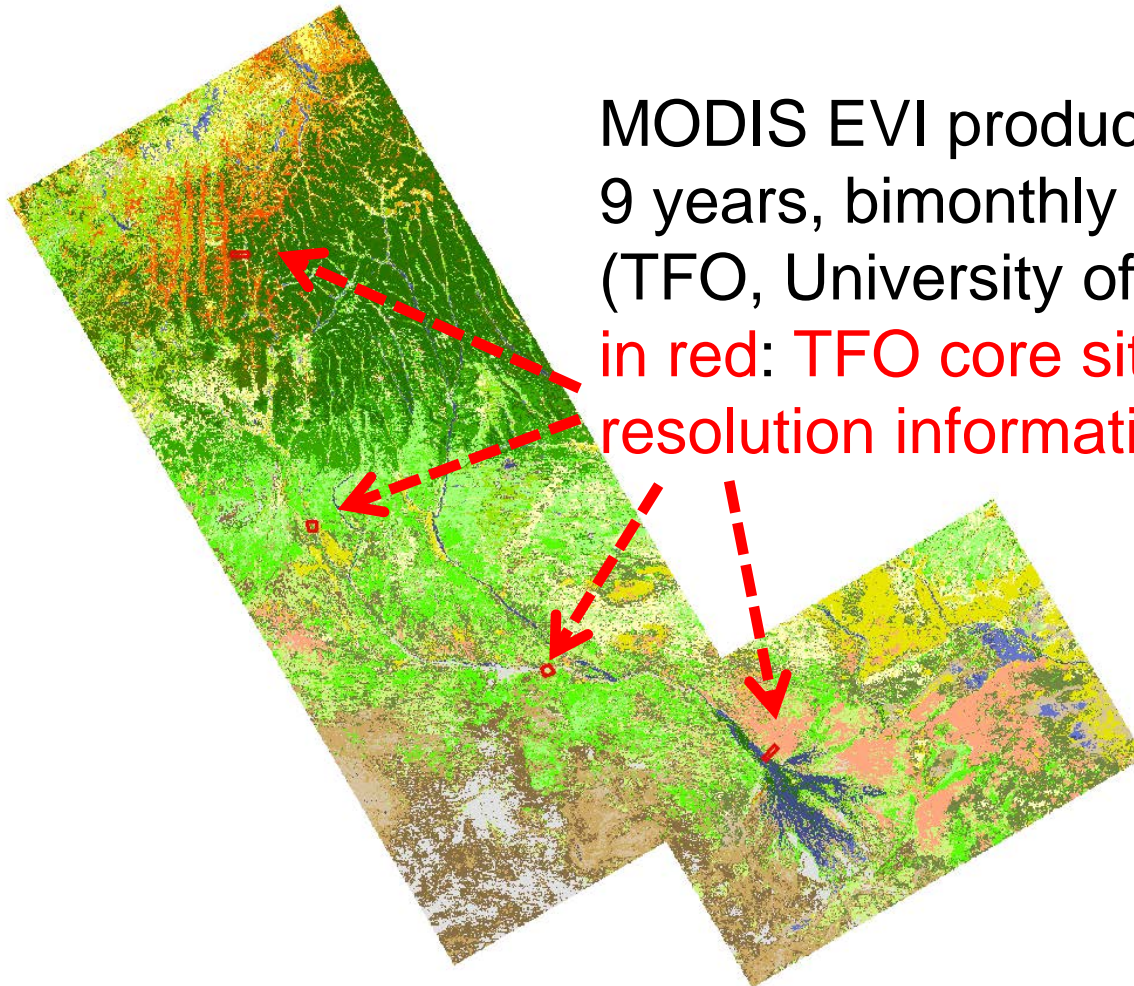 MODIS EVI produc
9 years, bimonthly
(TFO, University of
in red: TFO core sit
resolution informati